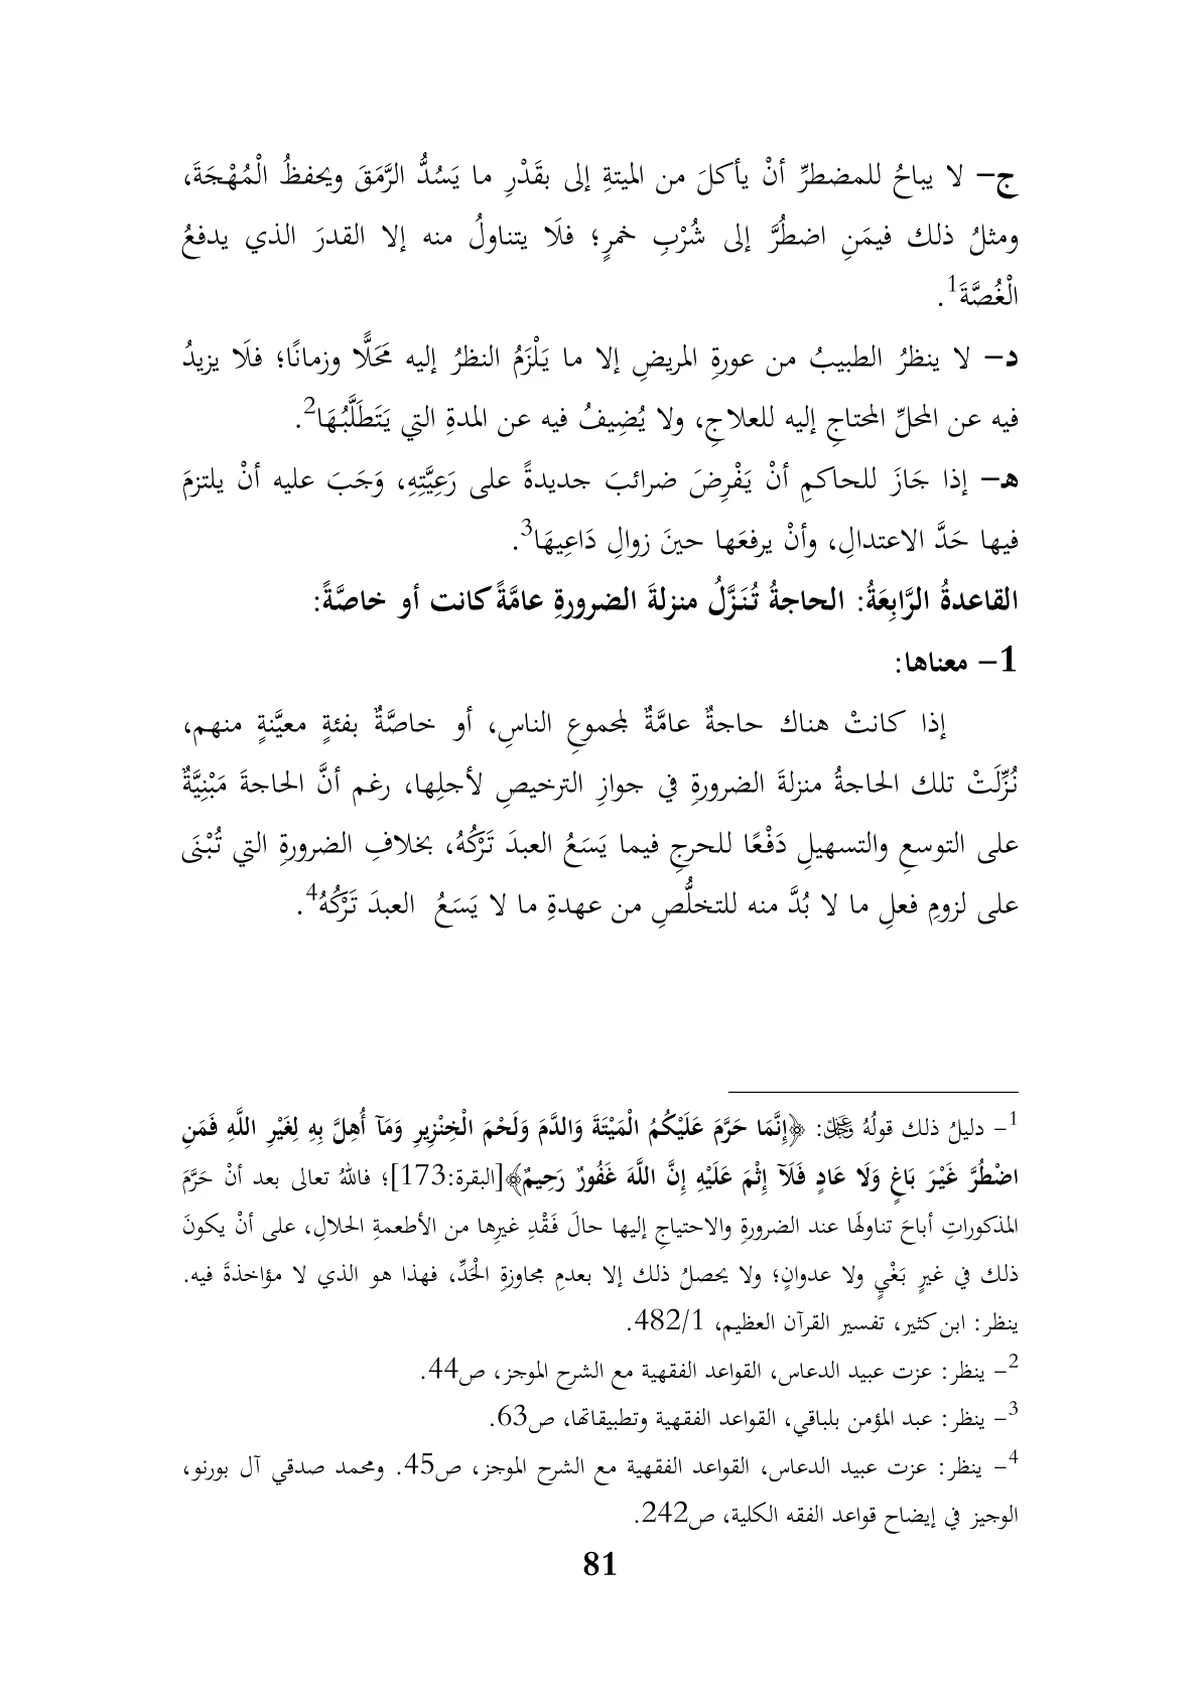 ج- لا يباحُ للمضطرِّ أنْ يأكلَ من الميتةِ إلى بقَدْرِ ما يَسُدُّ الرَّمَقَ ويحفظُ الْمُهْجَةَ،
ومثلُ ذلك فيمَنِ اضطُرَّ إلى شُرْبِ خمرٍ؛ فلَا يتناولُ منه إلا القدرَ الذي يدفعُ
الْغُصَّةَ1.
د- لا ينظرُ الطبيبُ من عورةِ المريضِ إلا ما يَلْزَمُ النظرُ إليه مَحَلًّا وزمانًا؛ فلَا يزيدُ
فيه عن المحلِّ المحتاجِ إليه للعلاجِ، ولا يُضِيفُ فيه عن المدةِ التي يَتَطَلَّبُهَا2.
هـ- إذا جَازَ للحاكمِ أنْ يَفْرِضَ ضرائبَ جديدةً على رَعِيَّتِهِ، وَجَبَ عليه أنْ يلتزمَ
فيها حَدَّ الاعتدالِ، وأنْ يرفعَها حينَ زوالِ دَاعِيهَا3.
القاعدةُ الرَّابِعَةُ: الحاجةُ تُنَزَّلُ منزلةَ الضرورةِ عامَّةً كانت أو خاصَّةً:
1- معناها:
إذا كانتْ هناك حاجةٌ عامَّةٌ لمجموعِ الناسِ، أو خاصَّةٌ بفئةٍ معيَّنةٍ منهم،
نُزِّلَتْ تلك الحاجةُ منزلةَ الضرورةِ في جوازِ الترخيصِ لأجلِها، رغم أنَّ الحاجةَ مَبْنِيَّةٌ
على التوسعِ والتسهيلِ دَفْعًا للحرجِ فيما يَسَعُ العبدَ تَرْكُهُ، بخلافِ الضرورةِ التي تُبْنَى
على لزومِ فعلِ ما لا بُدَّ منه للتخلُّصِ من عهدةِ ما لا يَسَعُ العبدَ تَرْكُهُ4.
1- دليلُ ذلك قولُهُ ﷻ: ﴿إِنَّمَا حَرَّمَ عَلَيْكُمُ الْمَيْتَةَ وَالدَّمَ وَلَحْمَ الْخِنْزِيرِ وَمَآ أُهِلَّ بِهِ لِغَيْرِ اللَّهِ فَمَنِ
اضْطُرَّ غَيْرَ بَاغٍ وَلَا عَادٍ فَلَآ إِثْمَ عَلَيْهِ إِنَّ اللَّهَ غَفُورٌ رَحِيمٌ﴾[البقرة:173]؛ فاللهُ تعالى بعد أنْ حَرَّمَ
المذكوراتِ أباحَ تناولَها عند الضرورةِ والاحتياجِ إليها حالَ فَقْدِ غيرِها من الأطعمةِ الحلالِ، على أنْ يكونَ
ذلك في غيرٍ بَغْيٍ ولا عدوانٍ؛ ولا يحصلُ ذلك إلا بعدمِ مجاوزةِ الْحَدِّ، فهذا هو الذي لا مؤاخذةَ فيه.
ينظر: ابن كثير، تفسير القرآن العظيم، 482/1.
2- ينظر: عزت عبيد الدعاس، القواعد الفقهية مع الشرح الموجز، ص44.
3- ينظر: عبد المؤمن بلباقي، القواعد الفقهية وتطبيقاتها، ص63.
4- ينظر: عزت عبيد الدعاس، القواعد الفقهية مع الشرح الموجز، ص45. ومحمد صدقي آل بورنو،
الوجيز في إيضاح قواعد الفقه الكلية، ص242.
81